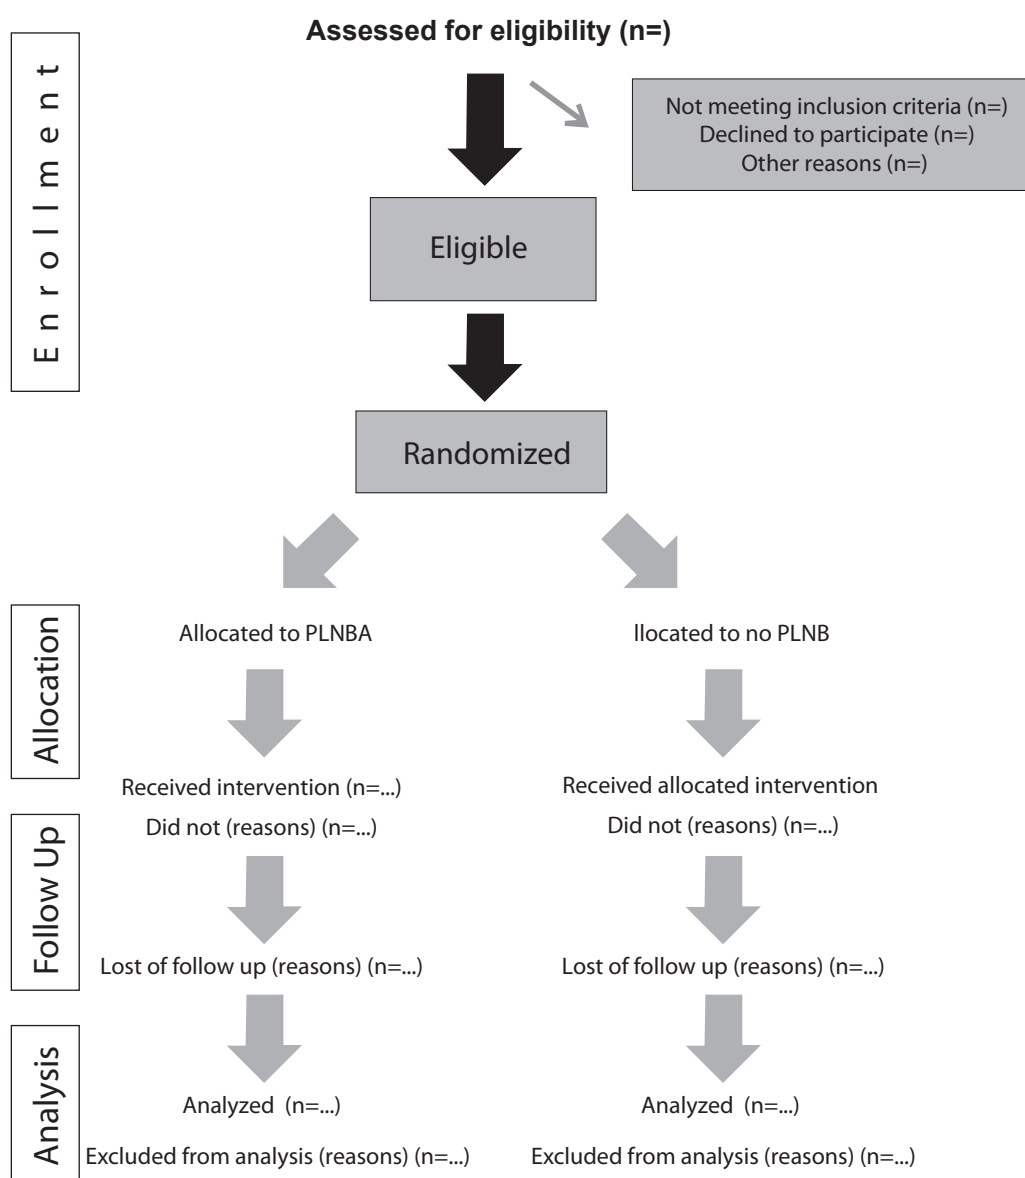 Assessed for eligibility (n=)
Enrollment
Not meeting inclusion criteria (n=)
Declined to participate (n=)
Other reasons (n=)
Eligible
Randomized
Allocation
Allocated to PLNBA
llocated to no PLNB
Received intervention (n=...)
Received allocated intervention
Did not (reasons) (n=...)
Did not (reasons) (n=...)
Follow Up
Lost of follow up (reasons) (n=...)
Lost of follow up (reasons) (n=...)
Analysis
Analyzed (n=...)
Analyzed (n=...)
Excluded from analysis (reasons) (n=...)
Excluded from analysis (reasons) (n=...)